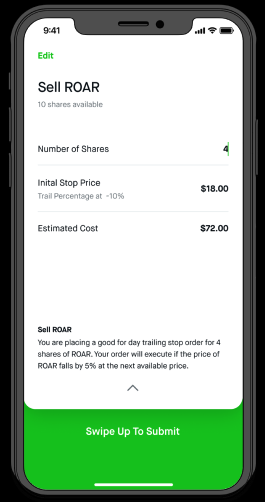 9:41
Edit
Sell ROAR
10 shares available
Number of Shares 4
Inital Stop Price $18.00
Trail Percentage at -10%
Estimated Cost $72.00
Sell ROAR
You are placing a good for day trailing stop order for 4
shares of ROAR. Your order will execute if the price of
ROAR falls by 5% at the next available price.
Swipe Up To Submit